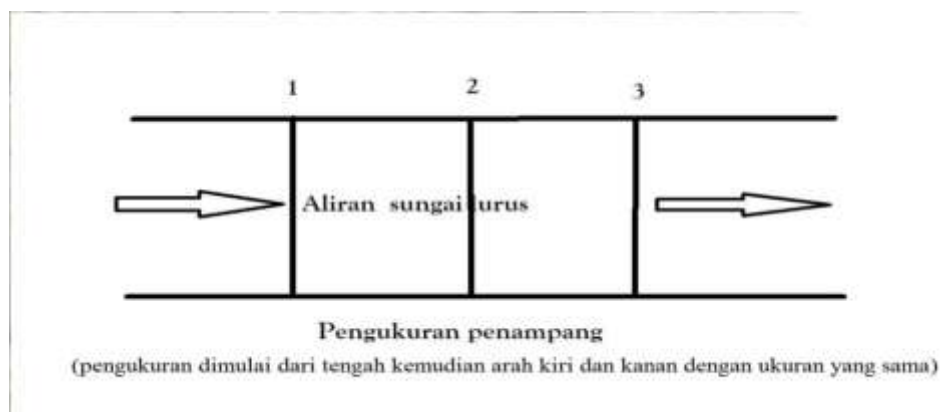 1 2 3
Aliran sungai lurus
Pengukuran penampang
(pengukuran dimulai dari tengah kemudian arah kiri dan kanan dengan ukuran yang sama)